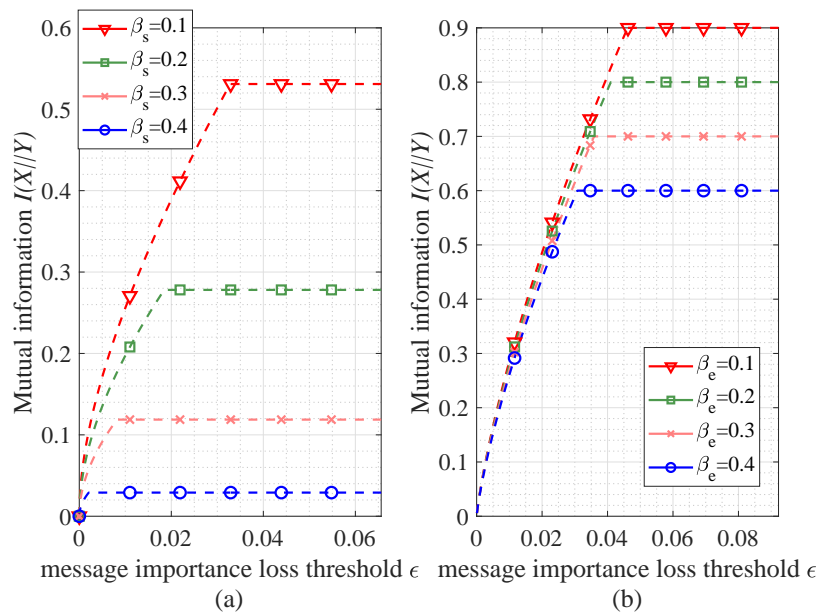 β_s=0.1
β_s=0.2
β_s=0.3
β_s=0.4
0.6
0.5
0.4
0.3
0.2
0.1
0
0
0.02
0.04
0.06
Mutual information I(X//Y)
message importance loss threshold ϵ
(a)
0.9
0.8
0.7
0.6
0.5
0.4
0.3
0.2
0.1
0
0
0.02
0.04
0.06
0.08
Mutual information I(X//Y)
β_e=0.1
β_e=0.2
β_e=0.3
β_e=0.4
message importance loss threshold ϵ
(b)